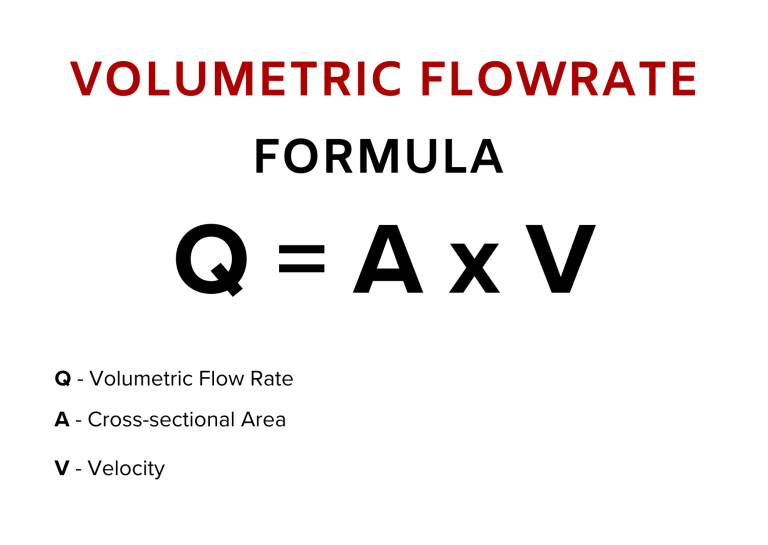 VOLUMETRIC FLOWRATE
FORMULA
Q = A x V
Q - Volumetric Flow Rate
A - Cross-sectional Area
V - Velocity